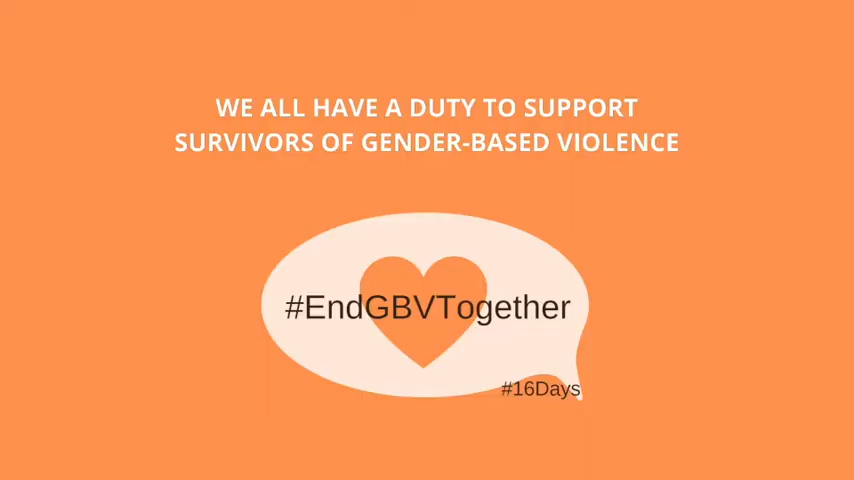 WE ALL HAVE A DUTY TO SUPPORT
SURVIVORS OF GENDER-BASED VIOLENCE
#EndGBVTogether
#16Days